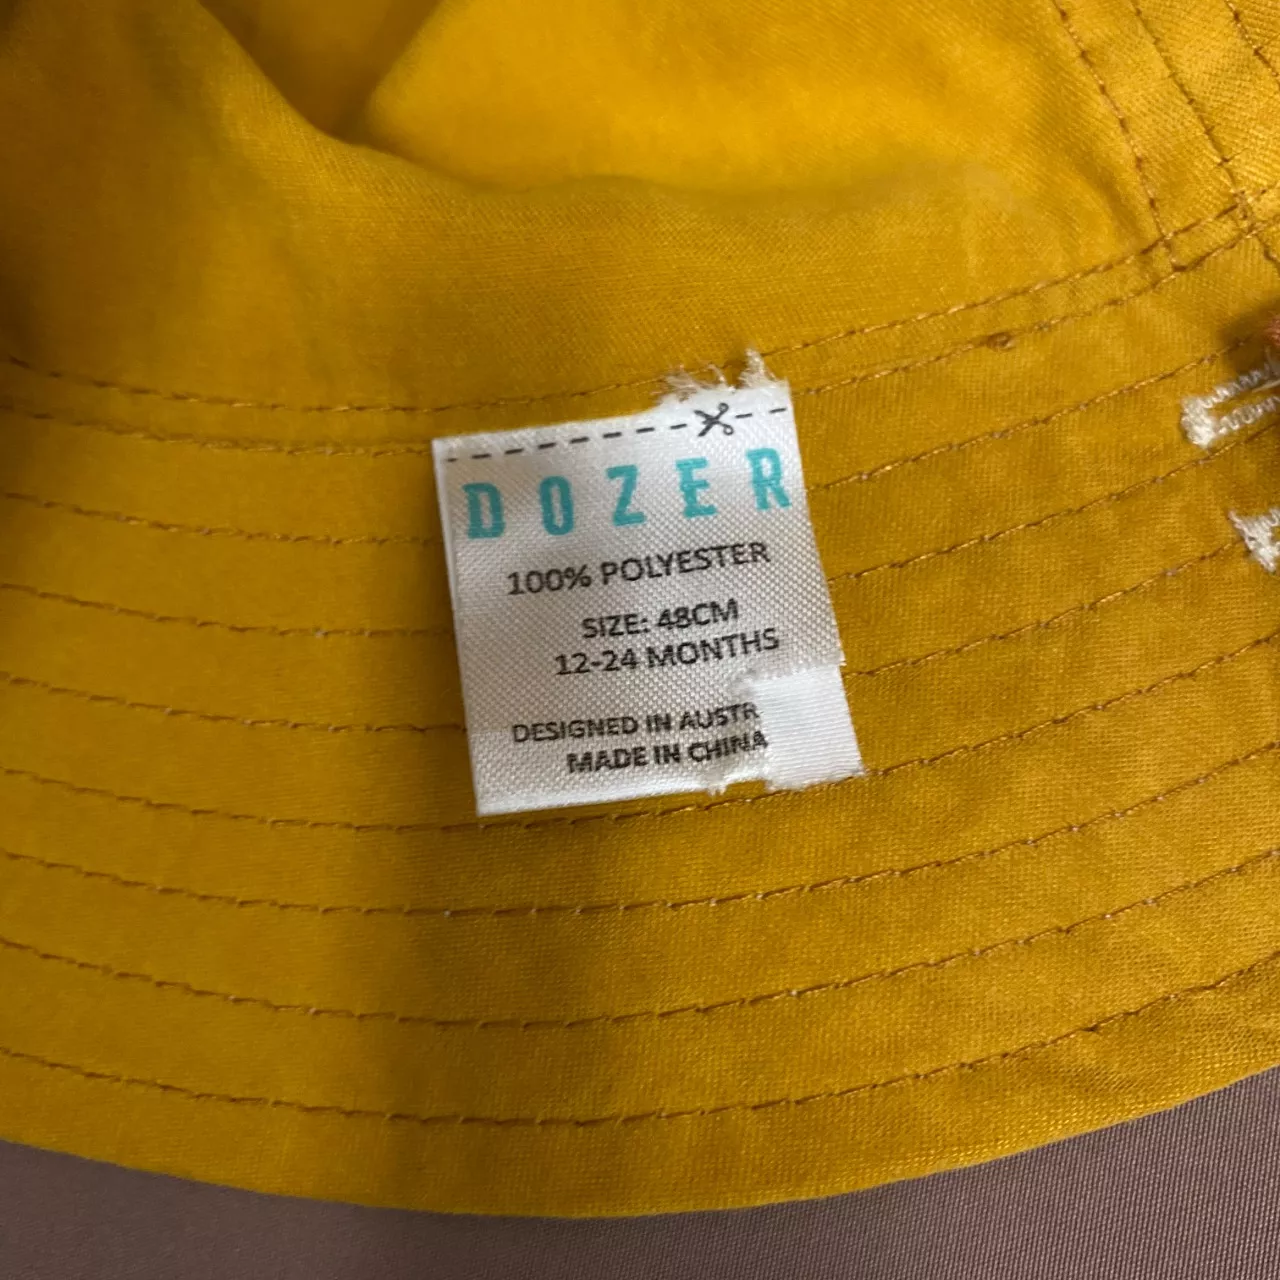 DOZER
100% POLYESTER
SIZE: 48CM
12-24 MONTHS
DESIGNED IN AUSTR
MADE IN CHINA